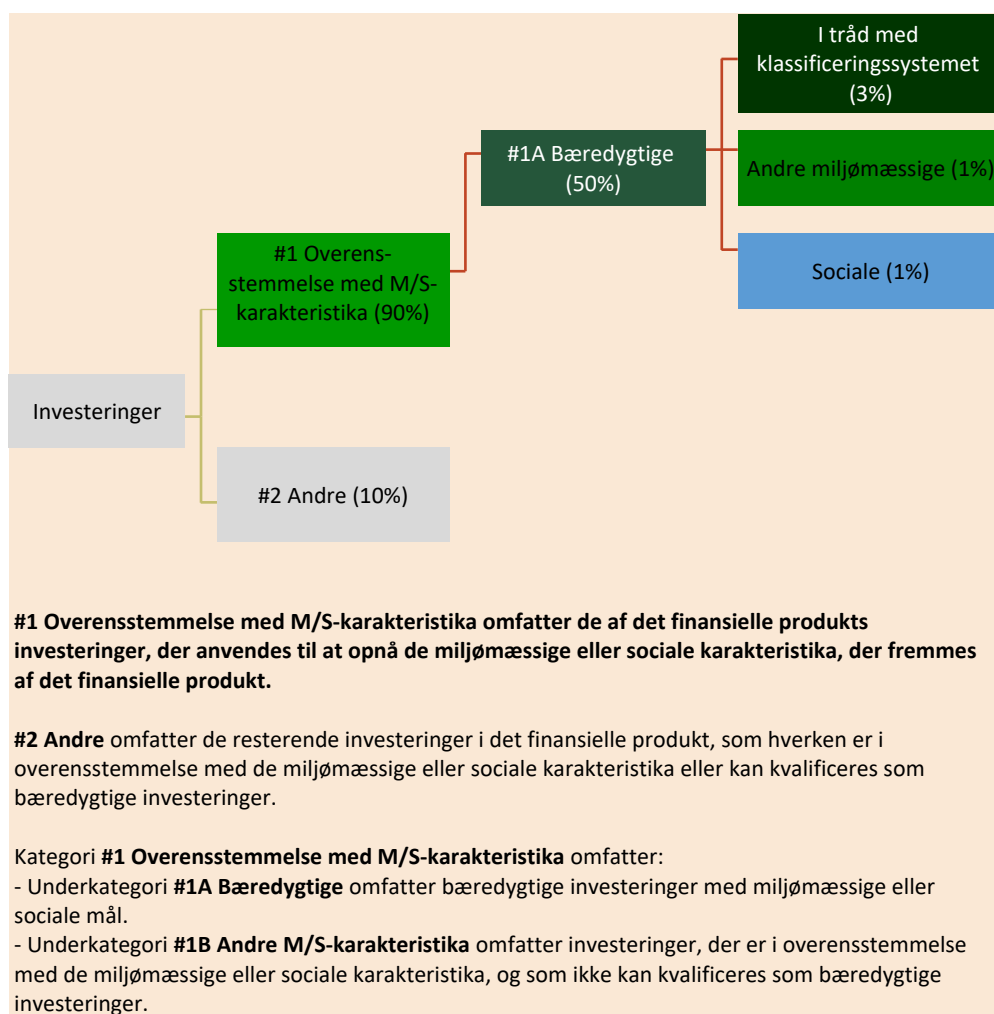 I tråd med
klassificeringssystemet
(3%)
#1A Bæredygtige
(50%)
Andre miljømæssige (1%)
#1 Overens-
stemmelse med M/S-
karakteristika (90%)
Sociale (1%)
Investeringer
#2 Andre (10%)
#1 Overensstemmelse med M/S-karakteristika omfatter de af det finansielle produkts
investeringer, der anvendes til at opnå de miljømæssige eller sociale karakteristika, der fremmes
af det finansielle produkt.
#2 Andre omfatter de resterende investeringer i det finansielle produkt, som hverken er i
overensstemmelse med de miljømæssige eller sociale karakteristika eller kan kvalificeres som
bæredygtige investeringer.
Kategori #1 Overensstemmelse med M/S-karakteristika omfatter:
- Underkategori #1A Bæredygtige omfatter bæredygtige investeringer med miljømæssige eller
sociale mål.
- Underkategori #1B Andre M/S-karakteristika omfatter investeringer, der er i overensstemmelse
med de miljømæssige eller sociale karakteristika, og som ikke kan kvalificeres som bæredygtige
investeringer.